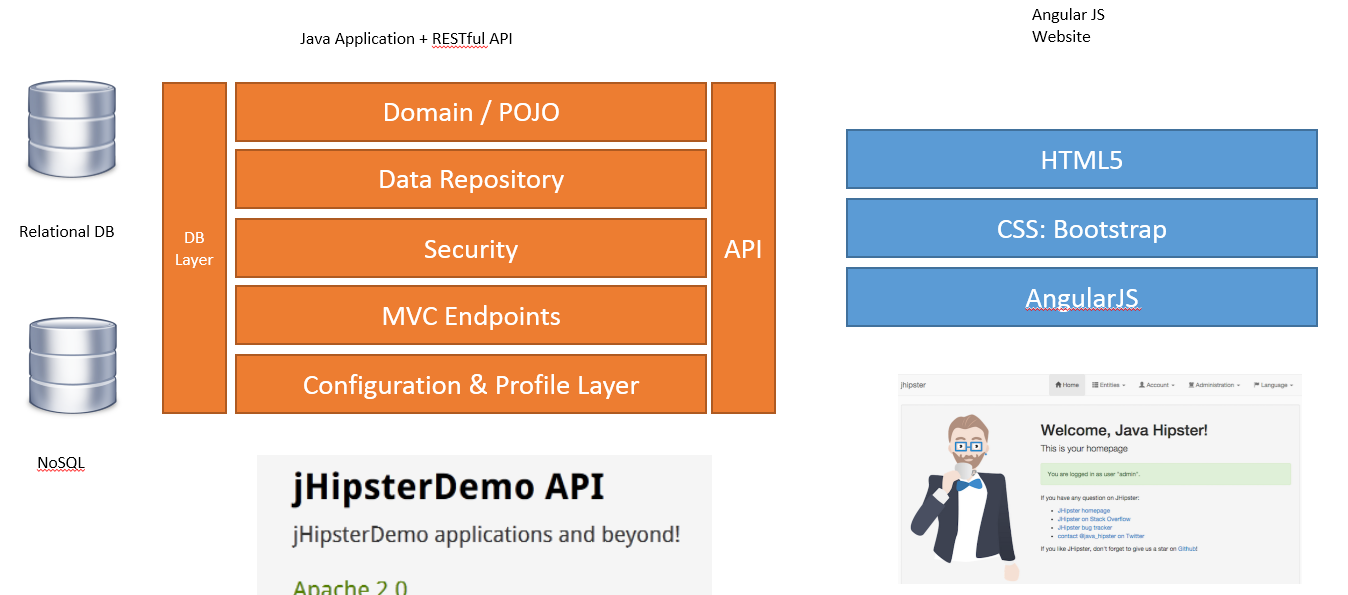 Java Application + RESTful API
Angular JS
Website
Relational DB
NoSQL
DB
Layer
Domain / POJO
Data Repository
Security
MVC Endpoints
Configuration & Profile Layer
API
HTML5
CSS: Bootstrap
AngularJS
jHipsterDemo API
jHipsterDemo applications and beyond!
Apache 2.0
jhipster
Home
Entities
Account
Administration
Language
Welcome, Java Hipster!
This is your homepage
You are logged in as user "admin".
If you have any question on JHipster:
JHipster homepage
JHipster on Stack Overflow
JHipster bug tracker
contact @java_hipster on Twitter
If you like JHipster, don't forget to give us a star on Github!